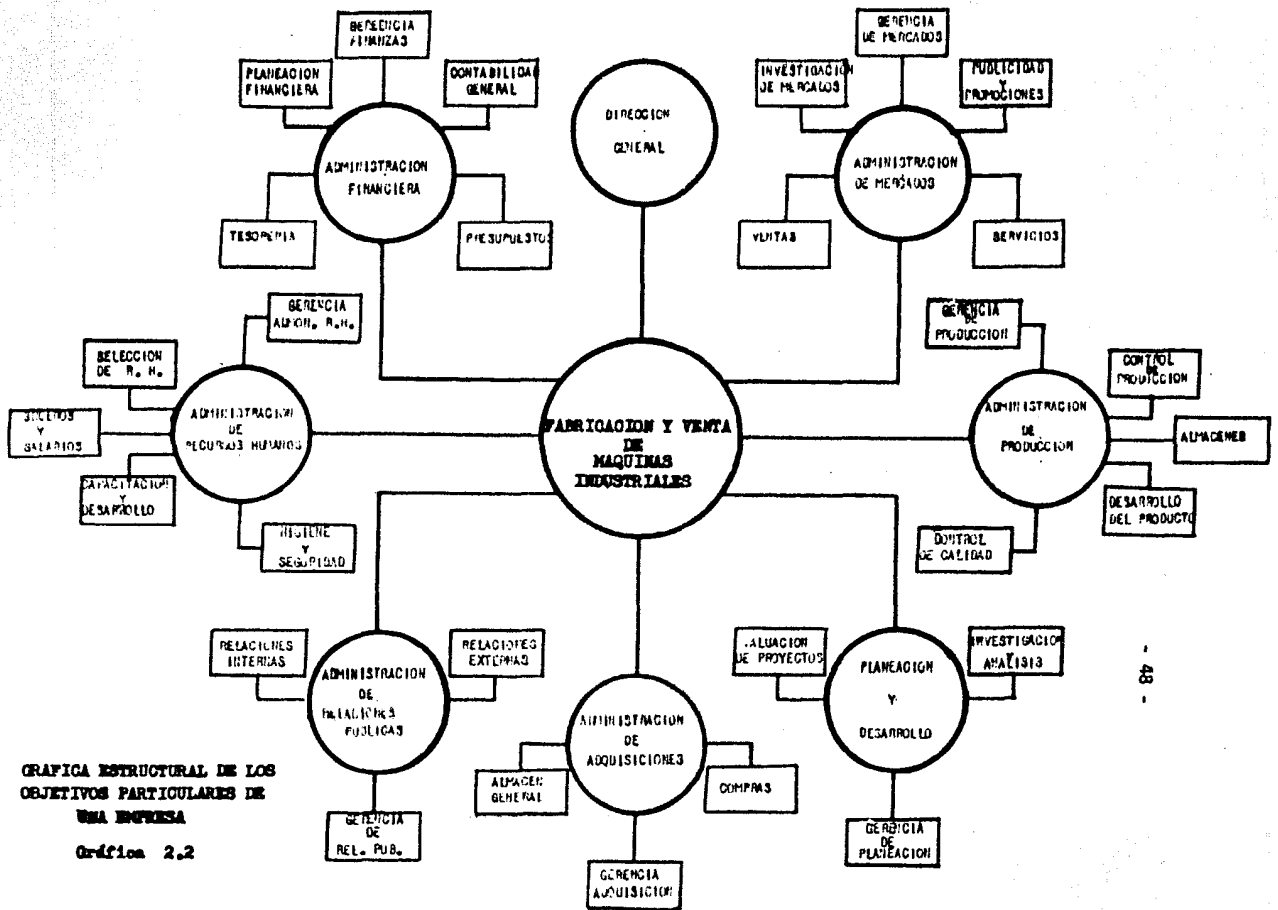 GERENCIA
FINANZAS
PLANEACION
FINANCIERA
CONTABILIDAD
GENERAL
ADMINISTRACION
FINANCIERA
TESORERIA
PRESUPUESTOS
DIRECCION
GENERAL
GERENCIA
DE MERCADOS
INVESTIGACION
DE MERCADOS
PUBLICIDAD
Y
PROMOCIONES
ADMINISTRACION
DE MERCADOS
VENTAS
SERVICIOS
GERENCIA
ADMON. R.H.
SELECCION
DE R. H.
SUELDOS
Y
SALARIOS
ADMINISTRACION
DE
RECURSOS HUMANOS
CAPACITACION
Y
DESARROLLO
HIGIENE
Y
SEGURIDAD
FABRICACION Y VENTA
DE
MAQUINAS
INDUSTRIALES
GERENCIA
DE
PRODUCCION
CONTROL
DE
PRODUCCION
ADMINISTRACION
DE
PRODUCCION
ALMACENES
DESARROLLO
DEL PRODUCTO
CONTROL
DE CALIDAD
RELACIONES
INTERNAS
RELACIONES
EXTERNAS
ADMINISTRACION
DE
RELACIONES
PUBLICAS
GERENCIA
DE
REL. PUB.
ADMINISTRACION
DE
ADQUISICIONES
ALMACEN
GENERAL
COMPRAS
GERENCIA
ADQUISICION
VALUACION
DE PROYECTOS
INVESTIGACION
Y
ANALISIS
PLANEACION
Y
DESARROLLO
GERENCIA
DE
PLANEACION
- 48 -
GRAFICA ESTRUCTURAL DE LOS
OBJETIVOS PARTICULARES DE
UNA EMPRESA
Gráfica 2.2